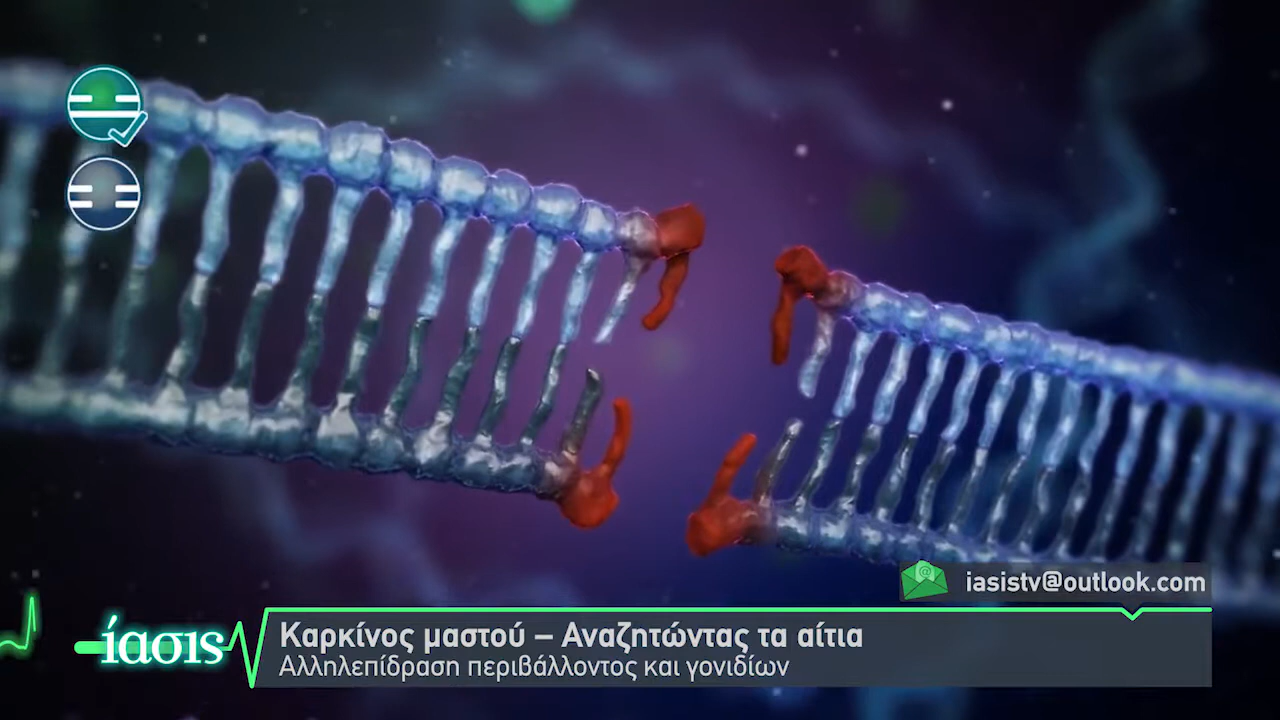 iasistv@outlook.com
ίασις
Καρκίνος μαστού – Αναζητώντας τα αίτια
Αλληλεπίδραση περιβάλλοντος και γονιδίων